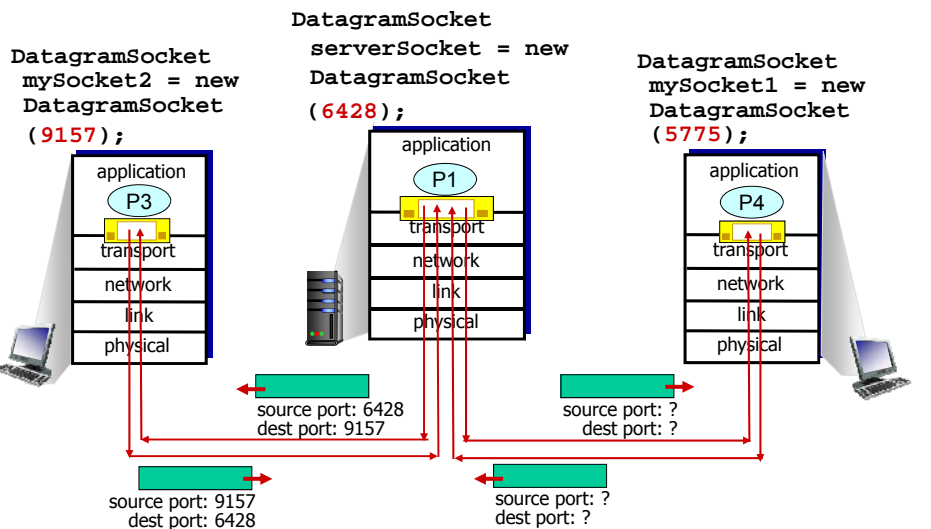 DatagramSocket
serverSocket = new
DatagramSocket
(6428);
DatagramSocket
mySocket2 = new
DatagramSocket
(9157);
DatagramSocket
mySocket1 = new
DatagramSocket
(5775);
application
P3
transport
network
link
physical
application
P1
transport
network
link
physical
application
P4
transport
network
link
physical
source port: 6428
dest port: 9157
source port: ?
dest port: ?
source port: 9157
dest port: 6428
source port: ?
dest port: ?